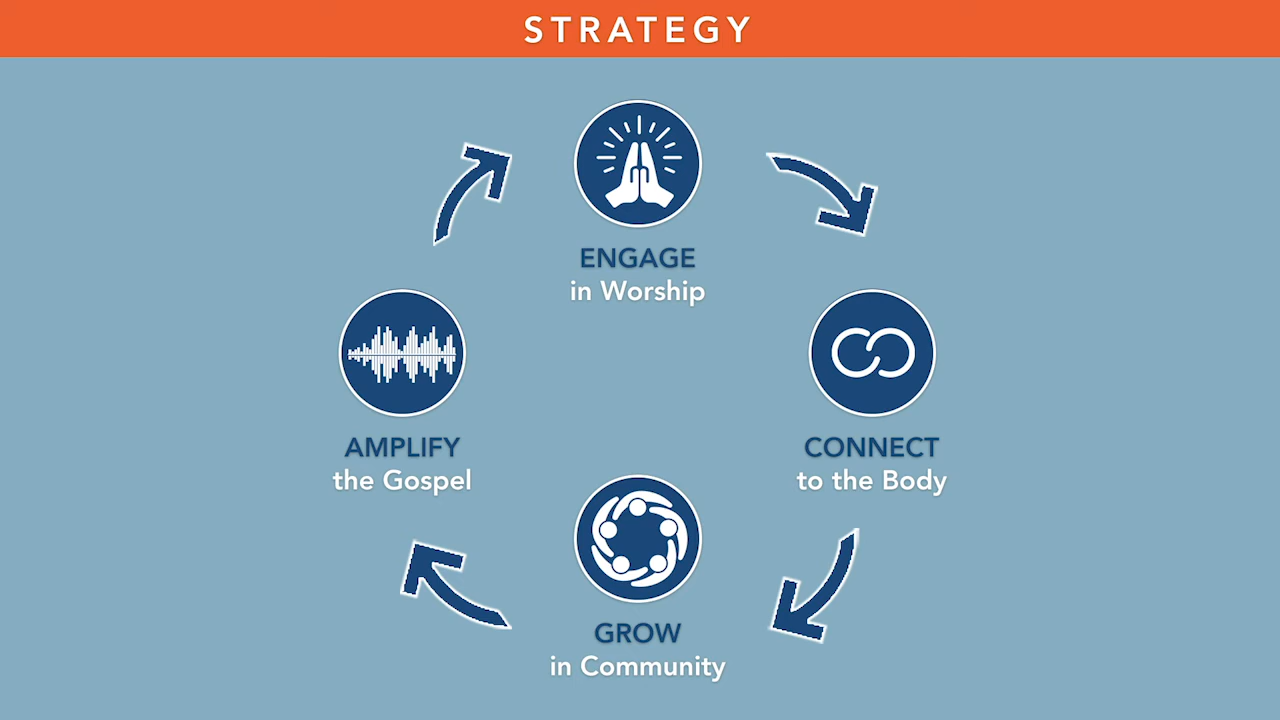 STRATEGY
ENGAGE
in Worship
CONNECT
to the Body
GROW
in Community
AMPLIFY
the Gospel